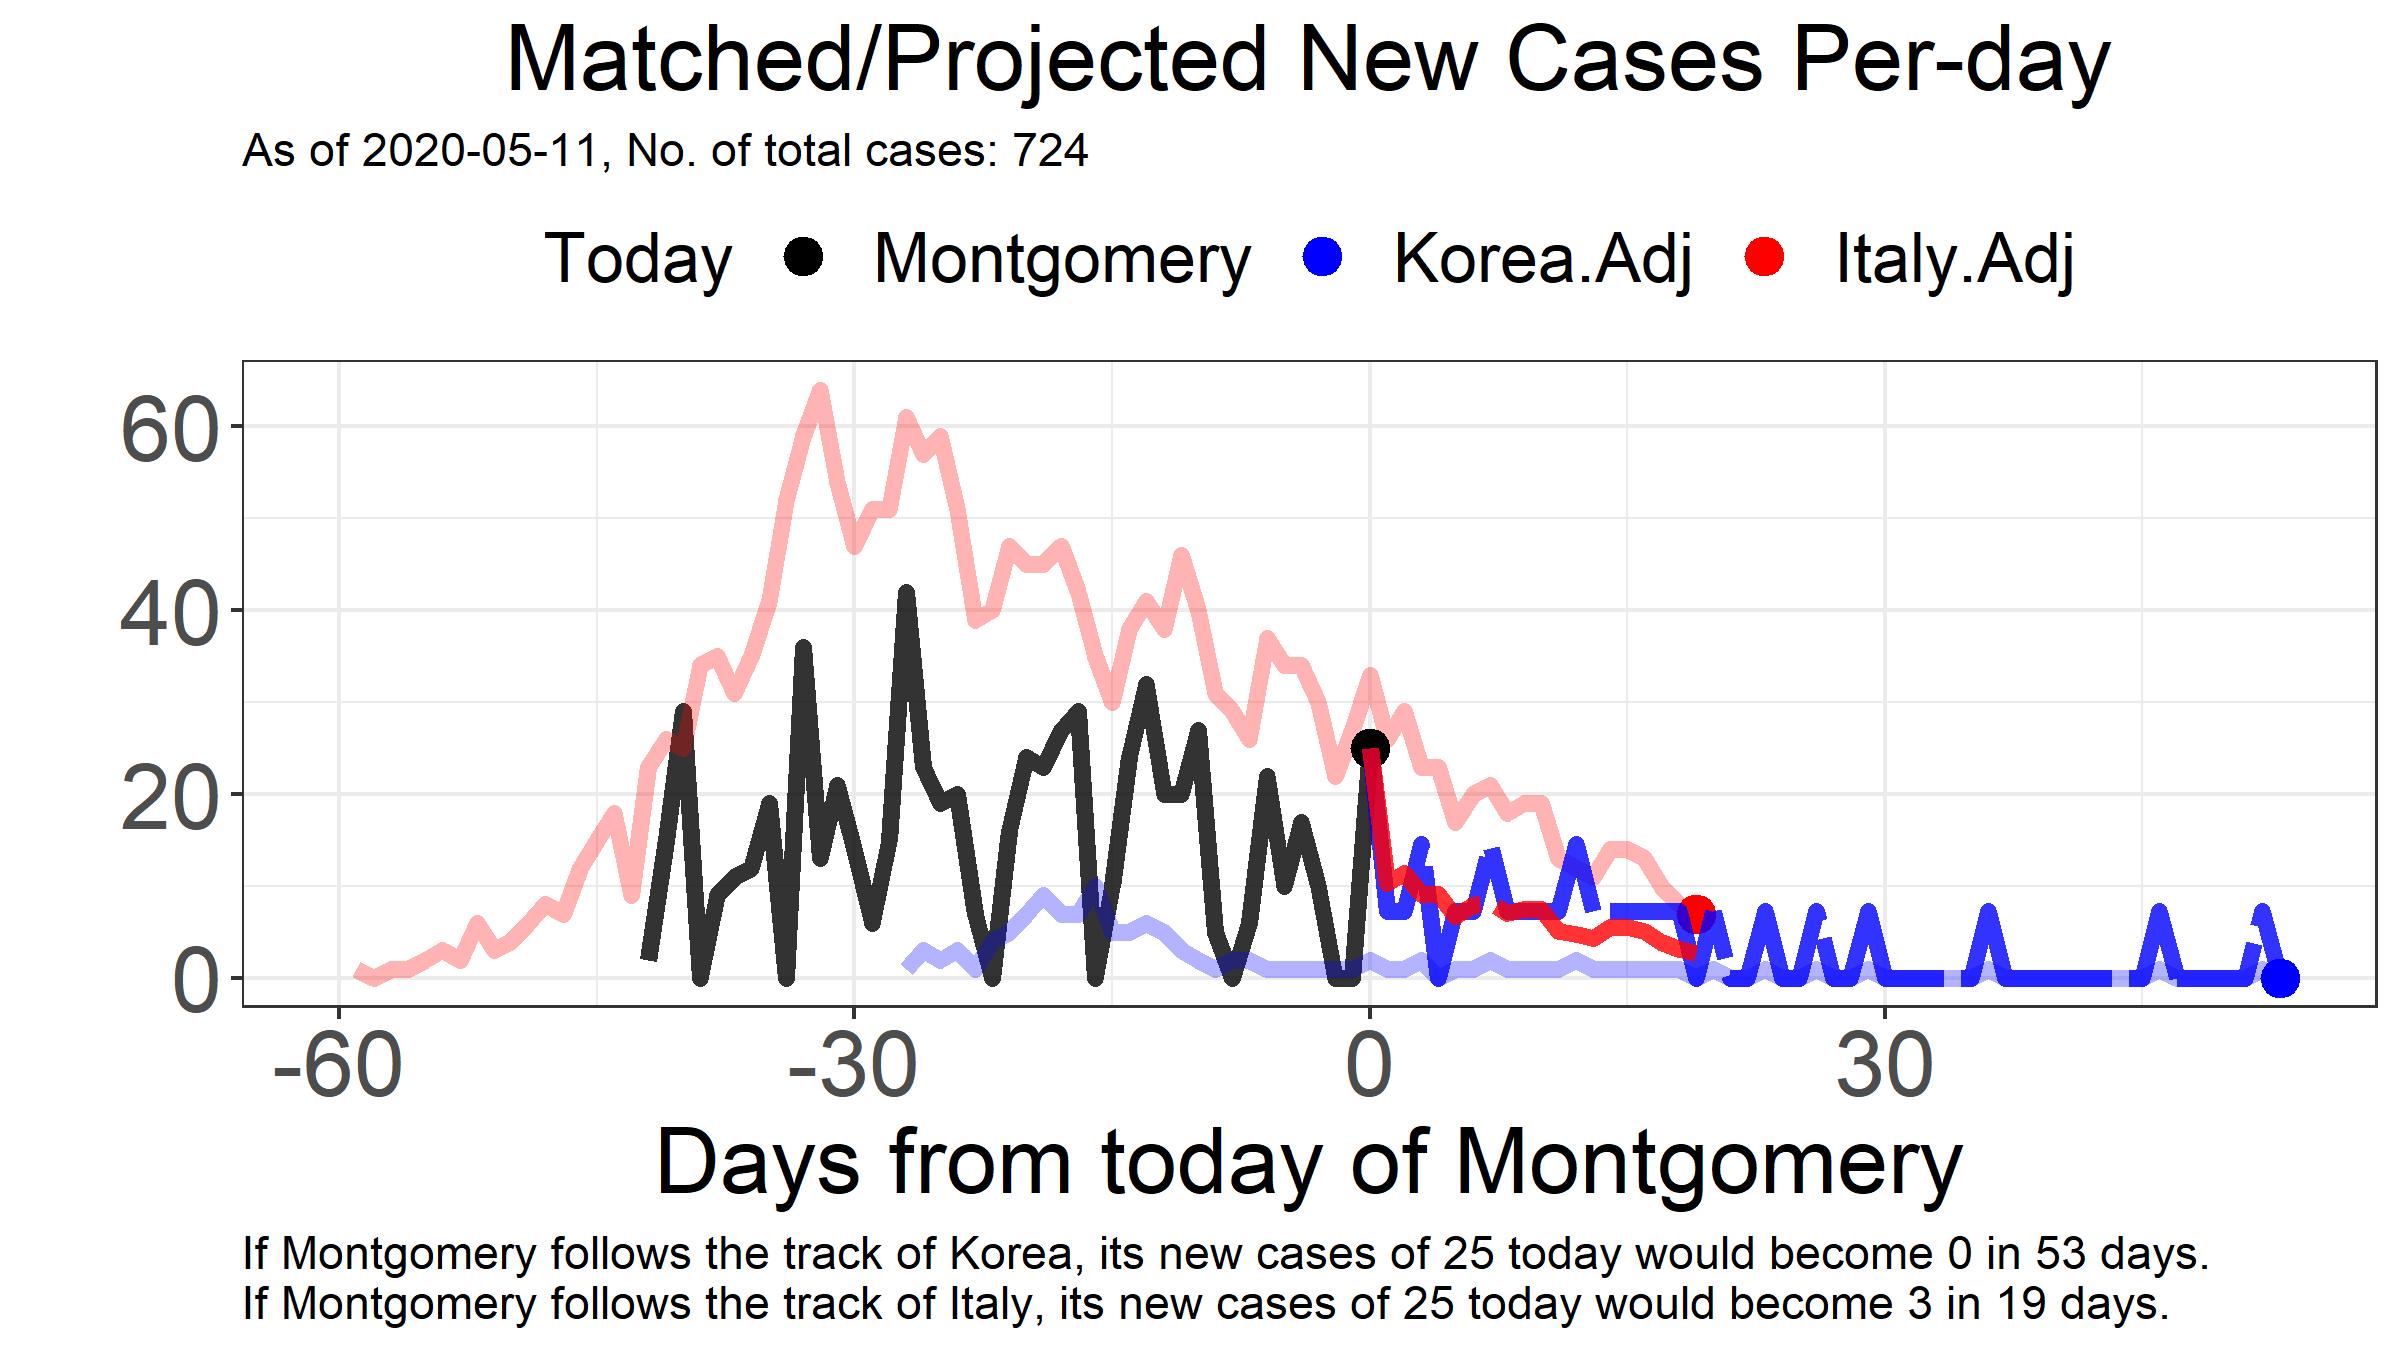 Matched/Projected New Cases Per-day
As of 2020-05-11, No. of total cases: 724
Today Montgomery Korea.Adj Italy.Adj
60
40
20
0
-60 -30 0 30
Days from today of Montgomery
If Montgomery follows the track of Korea, its new cases of 25 today would become 0 in 53 days.
If Montgomery follows the track of Italy, its new cases of 25 today would become 3 in 19 days.